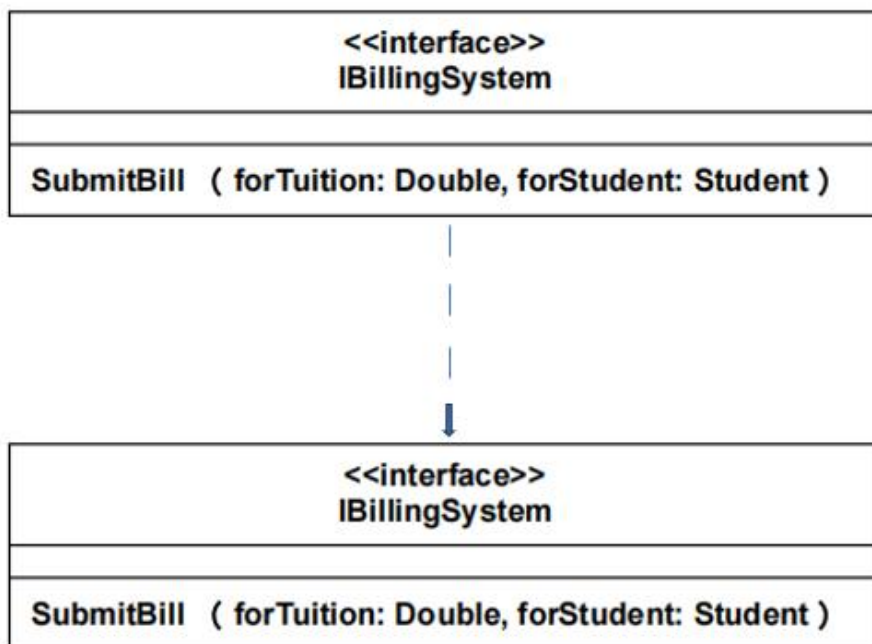 <<interface>>
IBillingSystem
SubmitBill ( forTuition: Double, forStudent: Student )
<<interface>>
IBillingSystem
SubmitBill ( forTuition: Double, forStudent: Student )